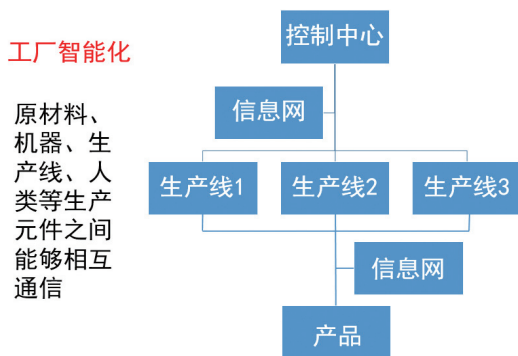 工厂智能化
原材料、
机器、生
产线、人
类等生产
元件之间
能够相互
通信
控制中心
信息网
生产线1
生产线2
生产线3
信息网
产品